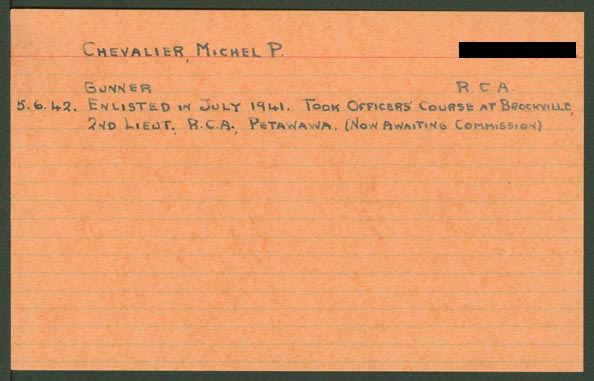 CHEVALIER, MICHEL P.
GUNNER R.C.A.
5.6.42. ENLISTED IN JULY 1941. TOOK OFFICERS' COURSE AT BROCKVILLE,
2ND LIEUT., R.C.A., PETAWAWA. (NOW AWAITING COMMISSION)